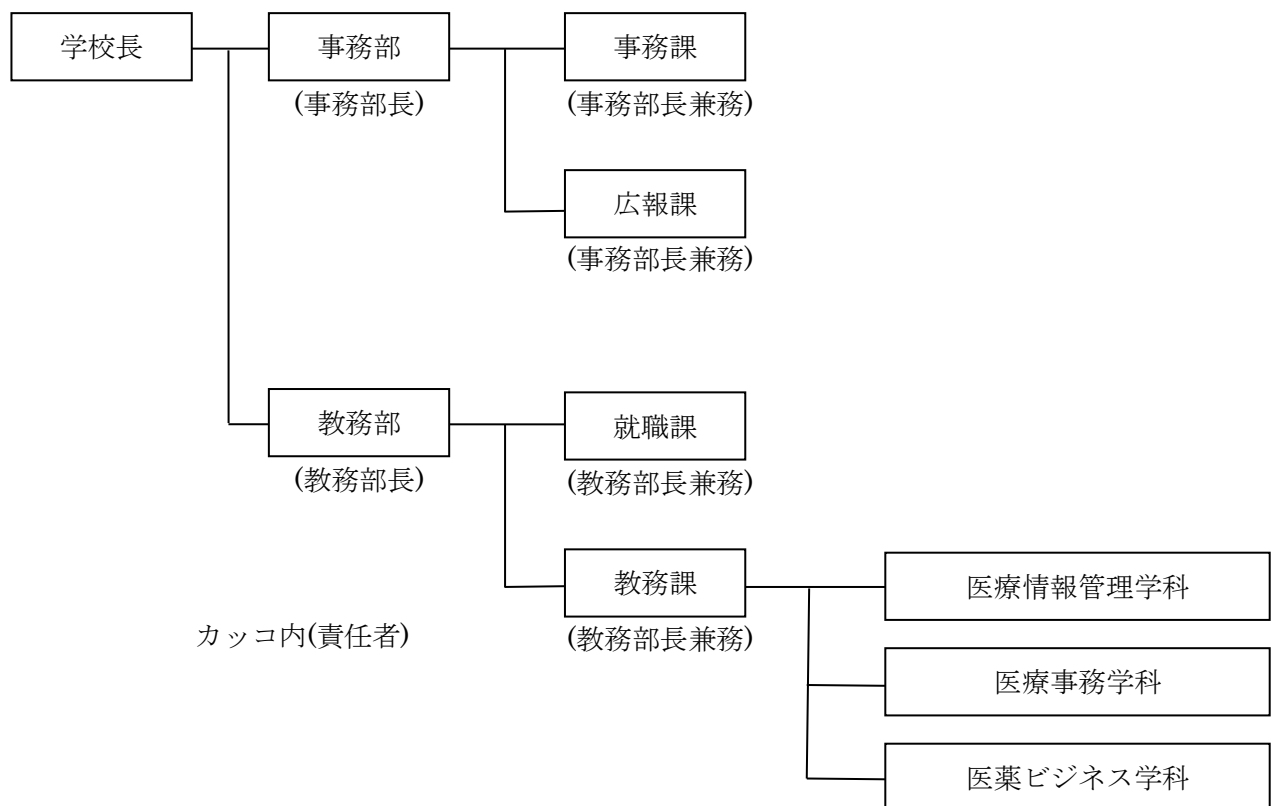 学校長
事務部
(事務部長)
事務課
(事務部長兼務)
広報課
(事務部長兼務)
教務部
(教務部長)
就職課
(教務部長兼務)
教務課
(教務部長兼務)
医療情報管理学科
医療事務学科
医薬ビジネス学科
カッコ内(責任者)